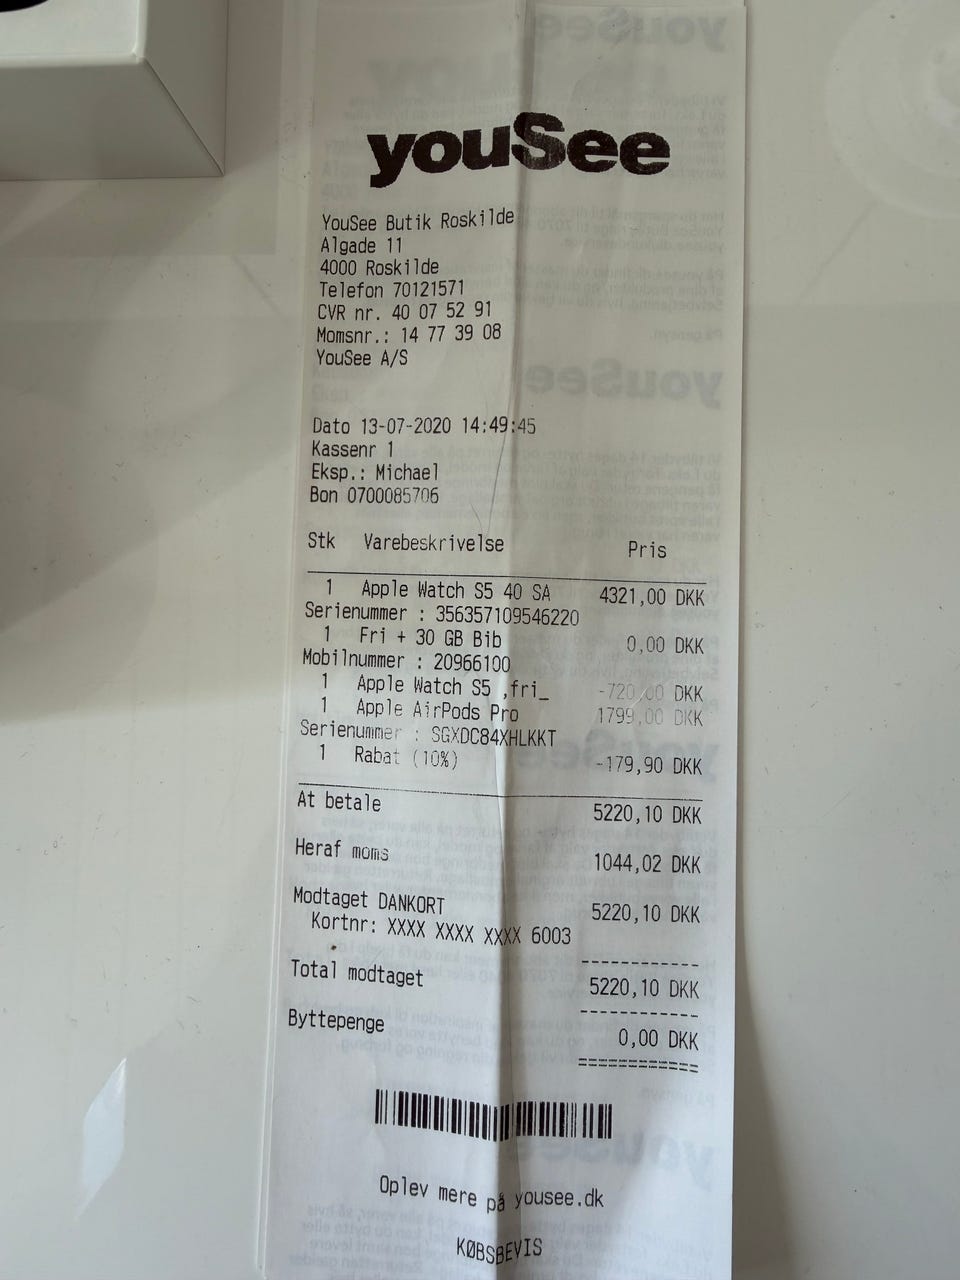 youSee
YouSee Butik Roskilde
Algade 11
4000 Roskilde
Telefon 70121571
CVR nr. 40 07 52 91
Momsnr.: 14 77 39 08
YouSee A/S
Dato 13-07-2020 14:49:45
Kassenr 1
Eksp.: Michael
Bon 0700085706
Stk Varebeskrivelse Pris
1 Apple Watch S5 40 SA 4321,00 DKK
Serienummer : 356357109546220
1 Fri + 30 GB Bib 0,00 DKK
Mobilnummer : 20966100
1 Apple Watch S5 ,fri_ -720,00 DKK
1 Apple AirPods Pro 1799,00 DKK
Serienummer : SGXDC84XHLKKT
1 Rabat (10%) -179,90 DKK
At betale 5220,10 DKK
Heraf moms 1044,02 DKK
Modtaget DANKORT 5220,10 DKK
Kortnr: XXXX XXXX XXXX 6003
Total modtaget 5220,10 DKK
Byttepenge 0,00 DKK
Oplev mere på yousee.dk
KØBSBEVIS